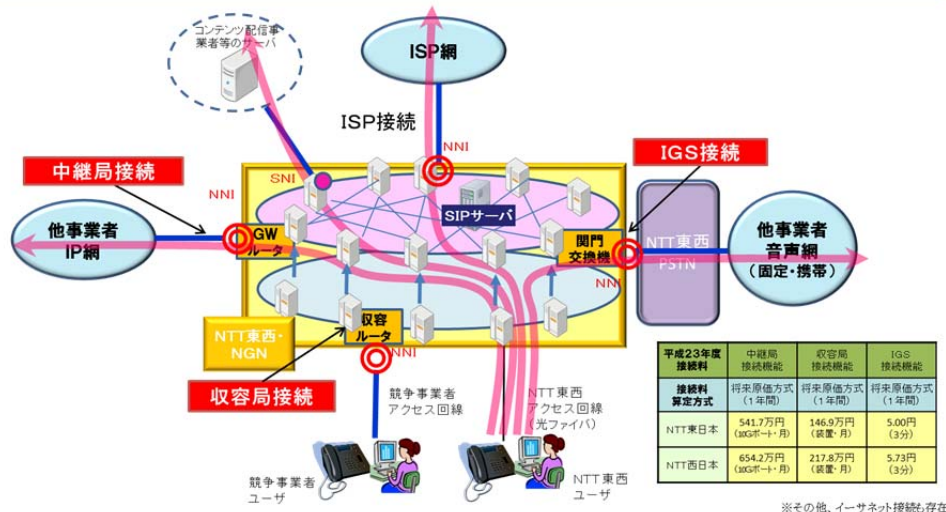 コンテンツ配信事
業者等のサーバ
ISP網
ISP接続
NNI
IGS接続
中継局接続
NNI
SNI
SIPサーバ
他事業者
IP網
GW
ルータ
関門
交換機
NTT東西
PSTN
他事業者
音声網
(固定・携帯)
NNI
NTT東西・
NGN
収容
ルータ
NNI
収容局接続
競争事業者
アクセス回線
NTT東西
アクセス回線
(光ファイバ)
競争事業者
ユーザ
NTT東西
ユーザ
平成23年度
接続料
中継局
接続機能
収容局
接続機能
IGS
接続機能
接続料
算定方式
将来原価方式
(1年間)
将来原価方式
(1年間)
将来原価方式
(1年間)
NTT東日本
541.7万円
(10Gポート・月)
146.9万円
(装置・月)
5.00円
(3分)
NTT西日本
654.2万円
(10Gポート・月)
217.8万円
(装置・月)
5.73円
(3分)
※その他、イーサネット接続も存在